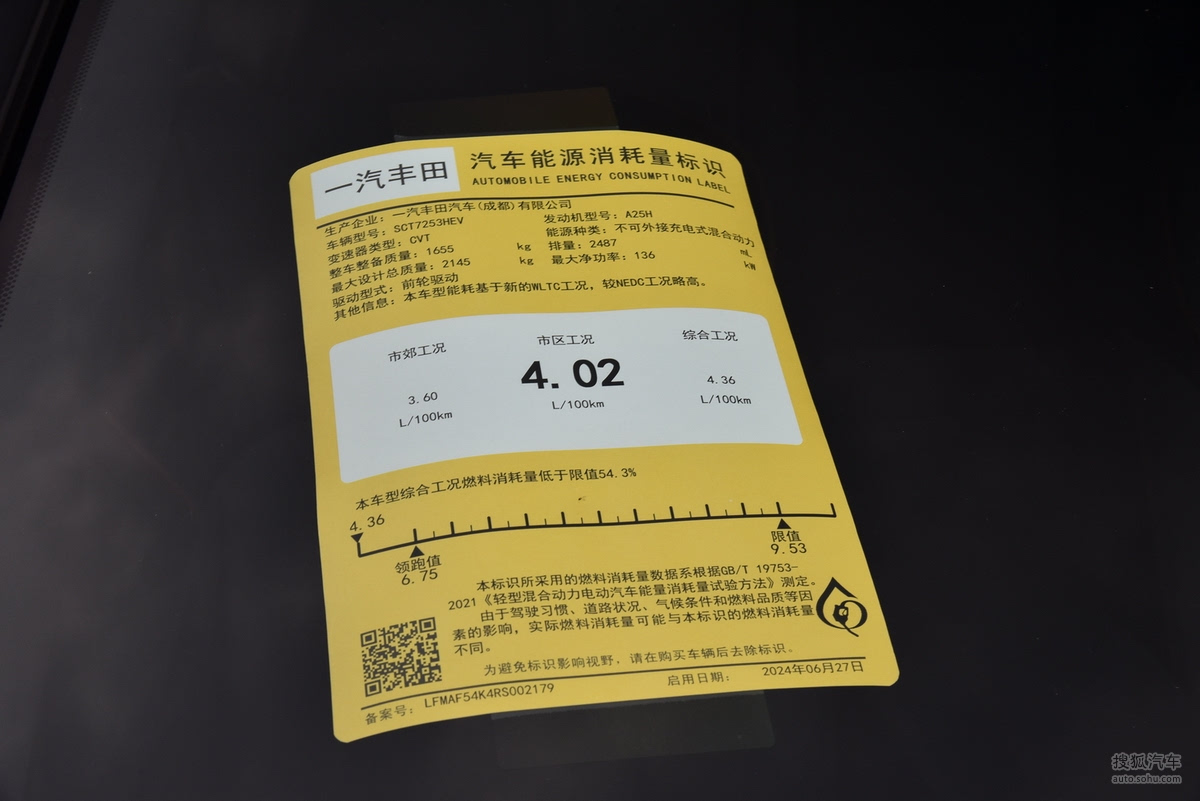 一汽丰田
汽车能源消耗量标识
AUTOMOBILE ENERGY CONSUMPTION LABEL
生产企业：一汽丰田汽车(成都)有限公司
车辆型号：SCT7253HEV 发动机型号：A25H
变速器类型：CVT 能源种类：不可外接充电式混合动力
整车整备质量：1655 kg 排量：2487 mL
最大设计总质量：2145 kg 最大净功率：136 kW
驱动型式：前轮驱动
其他信息：本车型能耗基于新的WLTC工况，较NEDC工况略高。
市郊工况 市区工况 综合工况
3.60 4.02 4.36
L/100km L/100km L/100km
本车型综合工况燃料消耗量低于限值54.3%
4.36
领跑值 限值
6.75 9.53
本标识所采用的燃料消耗量数据系根据GB/T 19753-
2021《轻型混合动力电动汽车能量消耗量试验方法》测定。
由于驾驶习惯、道路状况、气候条件和燃料品质等因
素的影响，实际燃料消耗量可能与本标识的燃料消耗量
不同。
为避免标识影响视野，请在购买车辆后去除标识。
备案号：LFMAF54K4RS002179 启用日期：2024年06月27日
搜狐汽车
auto.sohu.com